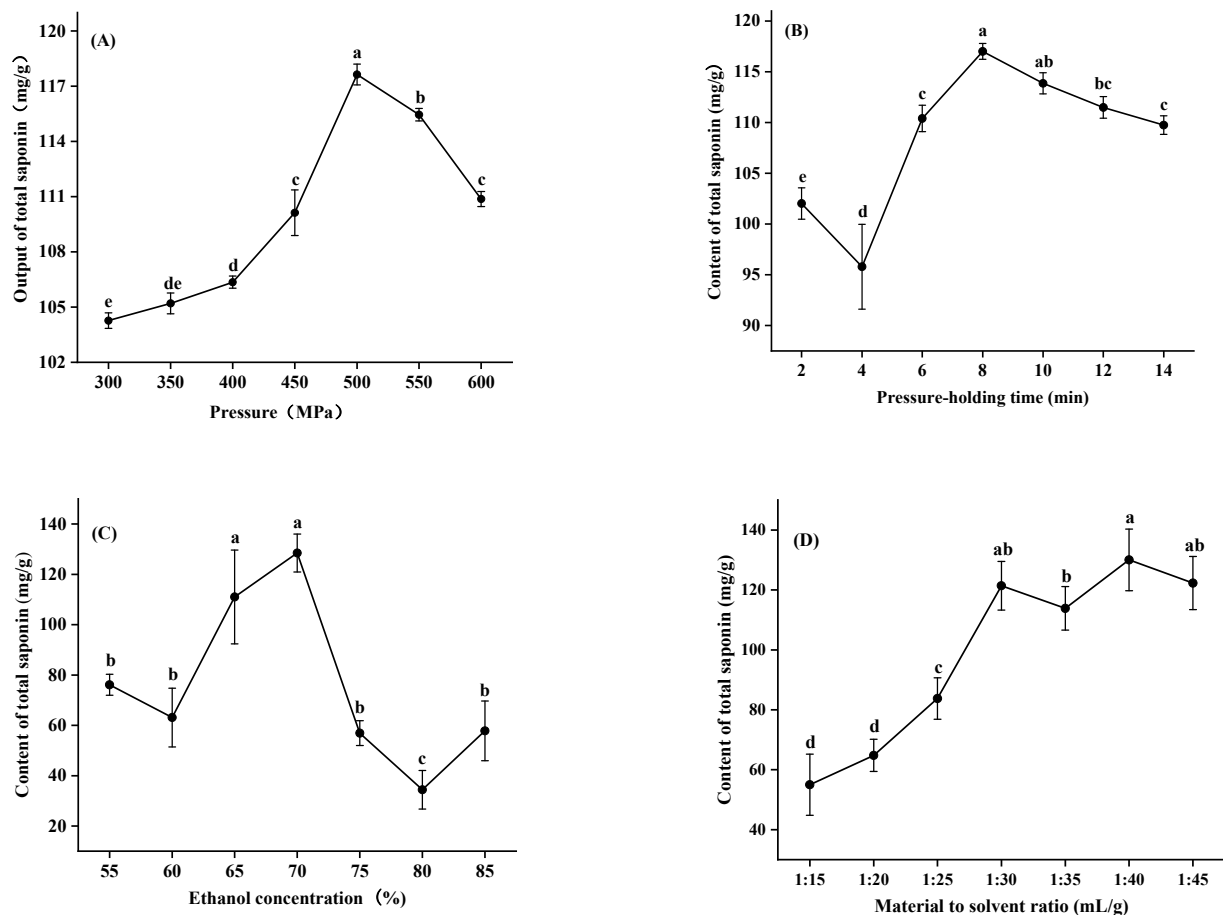 (A)
Output of total saponin（mg/g）
120
117
114
111
108
105
102
e
de
d
c
a
b
c
300 350 400 450 500 550 600
Pressure（MPa）
(B)
Content of total saponin (mg/g)
120
115
110
105
100
95
90
e
d
c
a
ab
bc
c
2 4 6 8 10 12 14
Pressure-holding time (min)
(C)
Content of total saponin (mg/g)
140
120
100
80
60
40
20
b
b
a
a
b
c
b
55 60 65 70 75 80 85
Ethanol concentration（%）
(D)
Content of total saponin (mg/g)
140
120
100
80
60
40
d
d
c
ab
b
a
ab
1:15 1:20 1:25 1:30 1:35 1:40 1:45
Material to solvent ratio (mL/g)